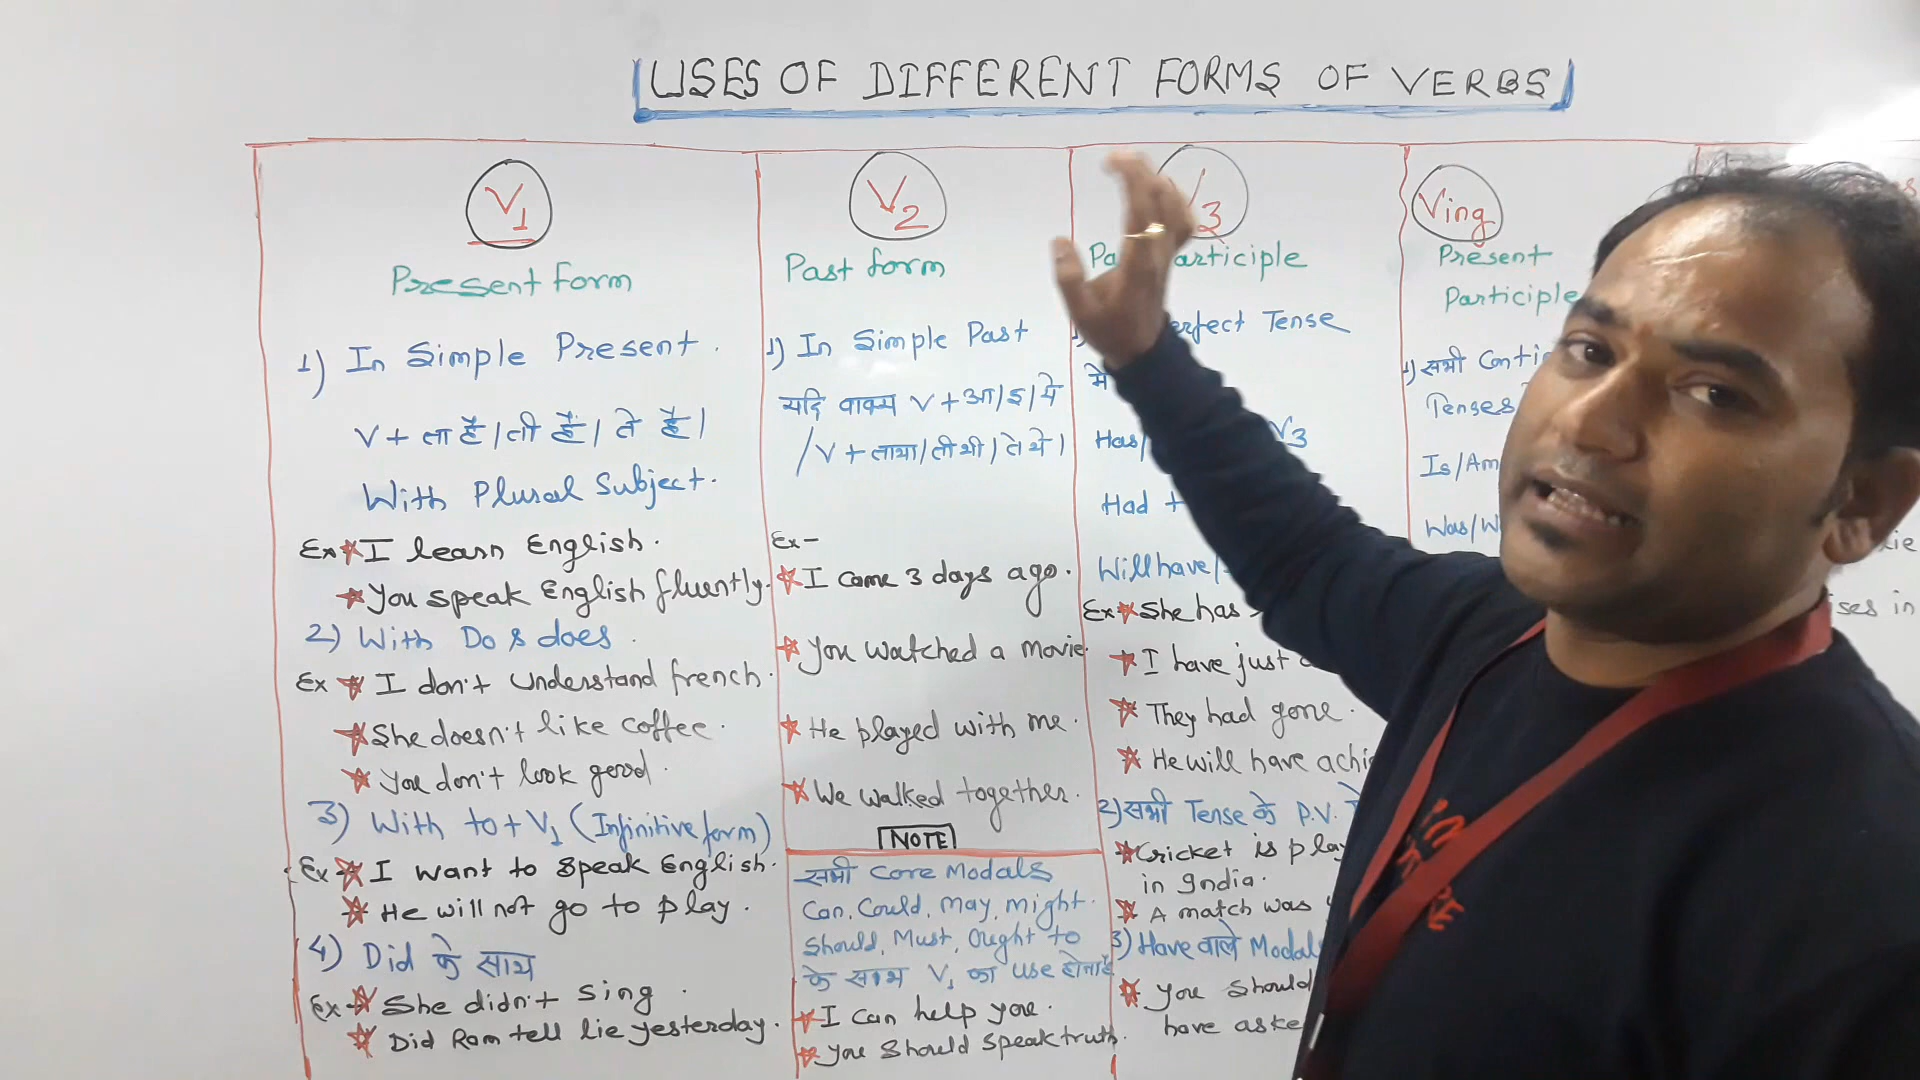 USES OF DIFFERENT FORMS OF VERBS
V1
Present form
1) In Simple Present.
V + ता है/ती है/ ते है/
With Plural Subject.
Ex ★ I learn English.
★ You speak English fluently.
2) With Do & does.
Ex ★ I don't understand french.
★ She doesn't like coffee.
★ You don't look good.
3) With to + V1 (Infinitive form)
Ex ★ I want to speak English.
★ He will not go to play.
4) Did के साथ
Ex ★ She didn't sing.
★ Did Ram tell lie yesterday.
V2
Past form
1) In Simple Past
यदि वाक्य V + आ/इ/ये
/V + ताथा/ती थी/ ते थे/
Ex -
★ I came 3 days ago.
★ You watched a movie.
★ He played with me.
★ We walked together.
NOTE
सभी Core Modals
Can, Could, May, might.
Should, Must, Ought to
के साथ V1 का use होता है
★ I can help you.
★ You should speak truth.
3
articiple
erfect Tense
में
Has/ V3
Had +
Will have/
Ex ★ She has
★ I have just
★ They had gone.
★ He will have achie
2) सभी Tense के P.V.
★ Cricket is play
in India.
★ A match was
3) Have वाले Modal
★ You should
have aske
Ving
Present
Participle
1) सभी Conti
Tenses
Is/Am
Was/W
ises in